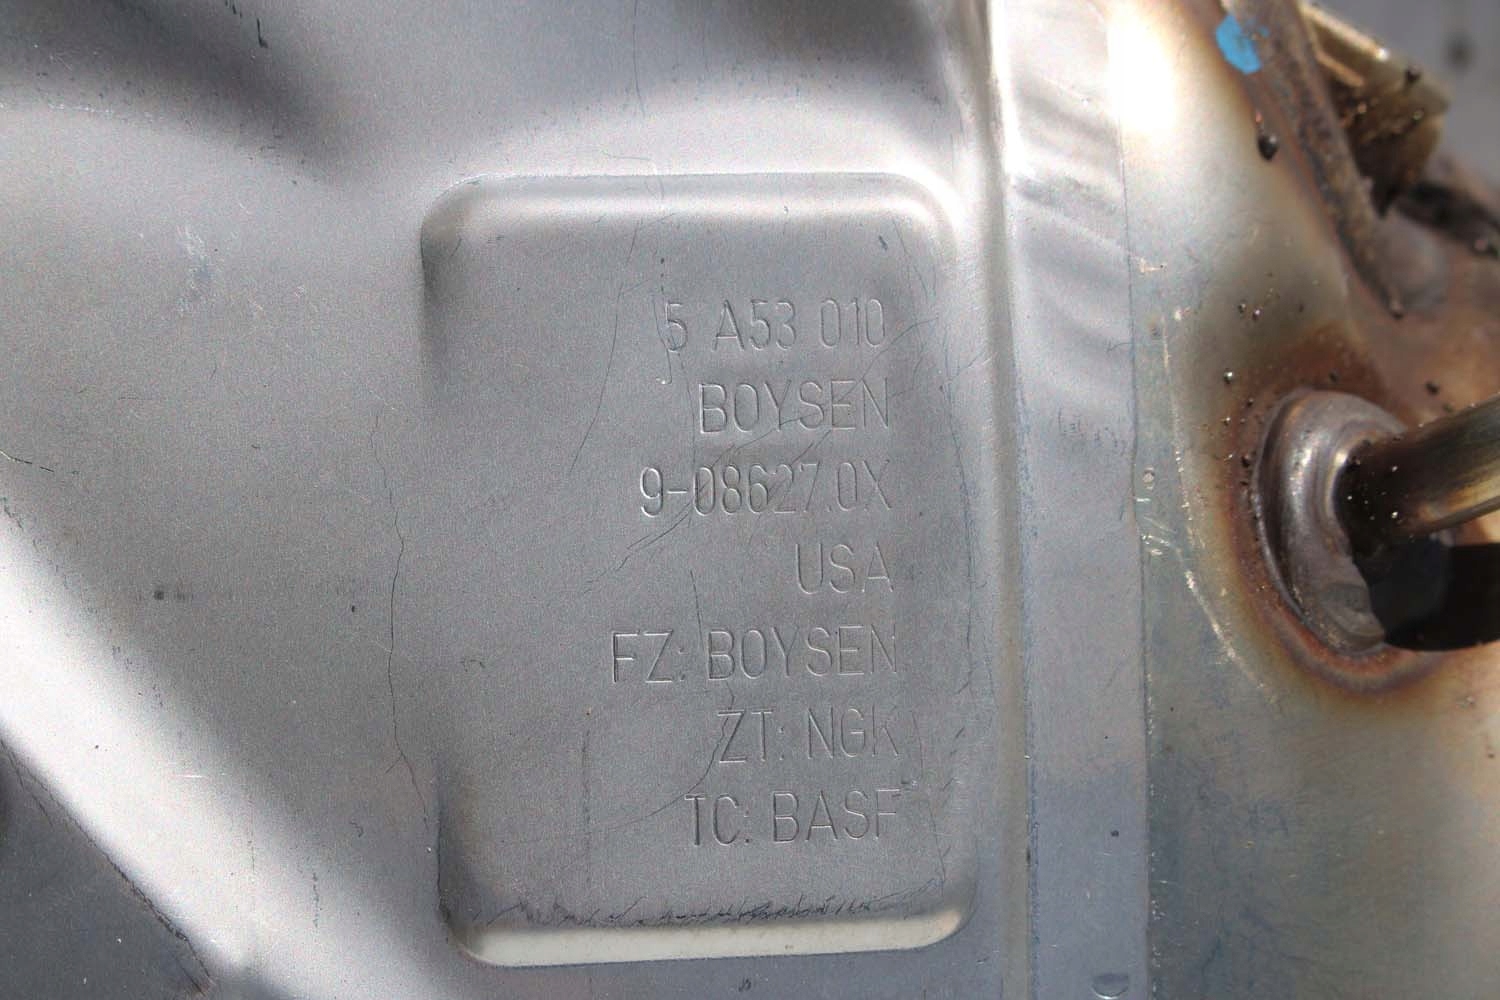 5 A53 010
BOYSEN
9-08627.0X
USA
FZ: BOYSEN
ZT: NGK
TC: BASF